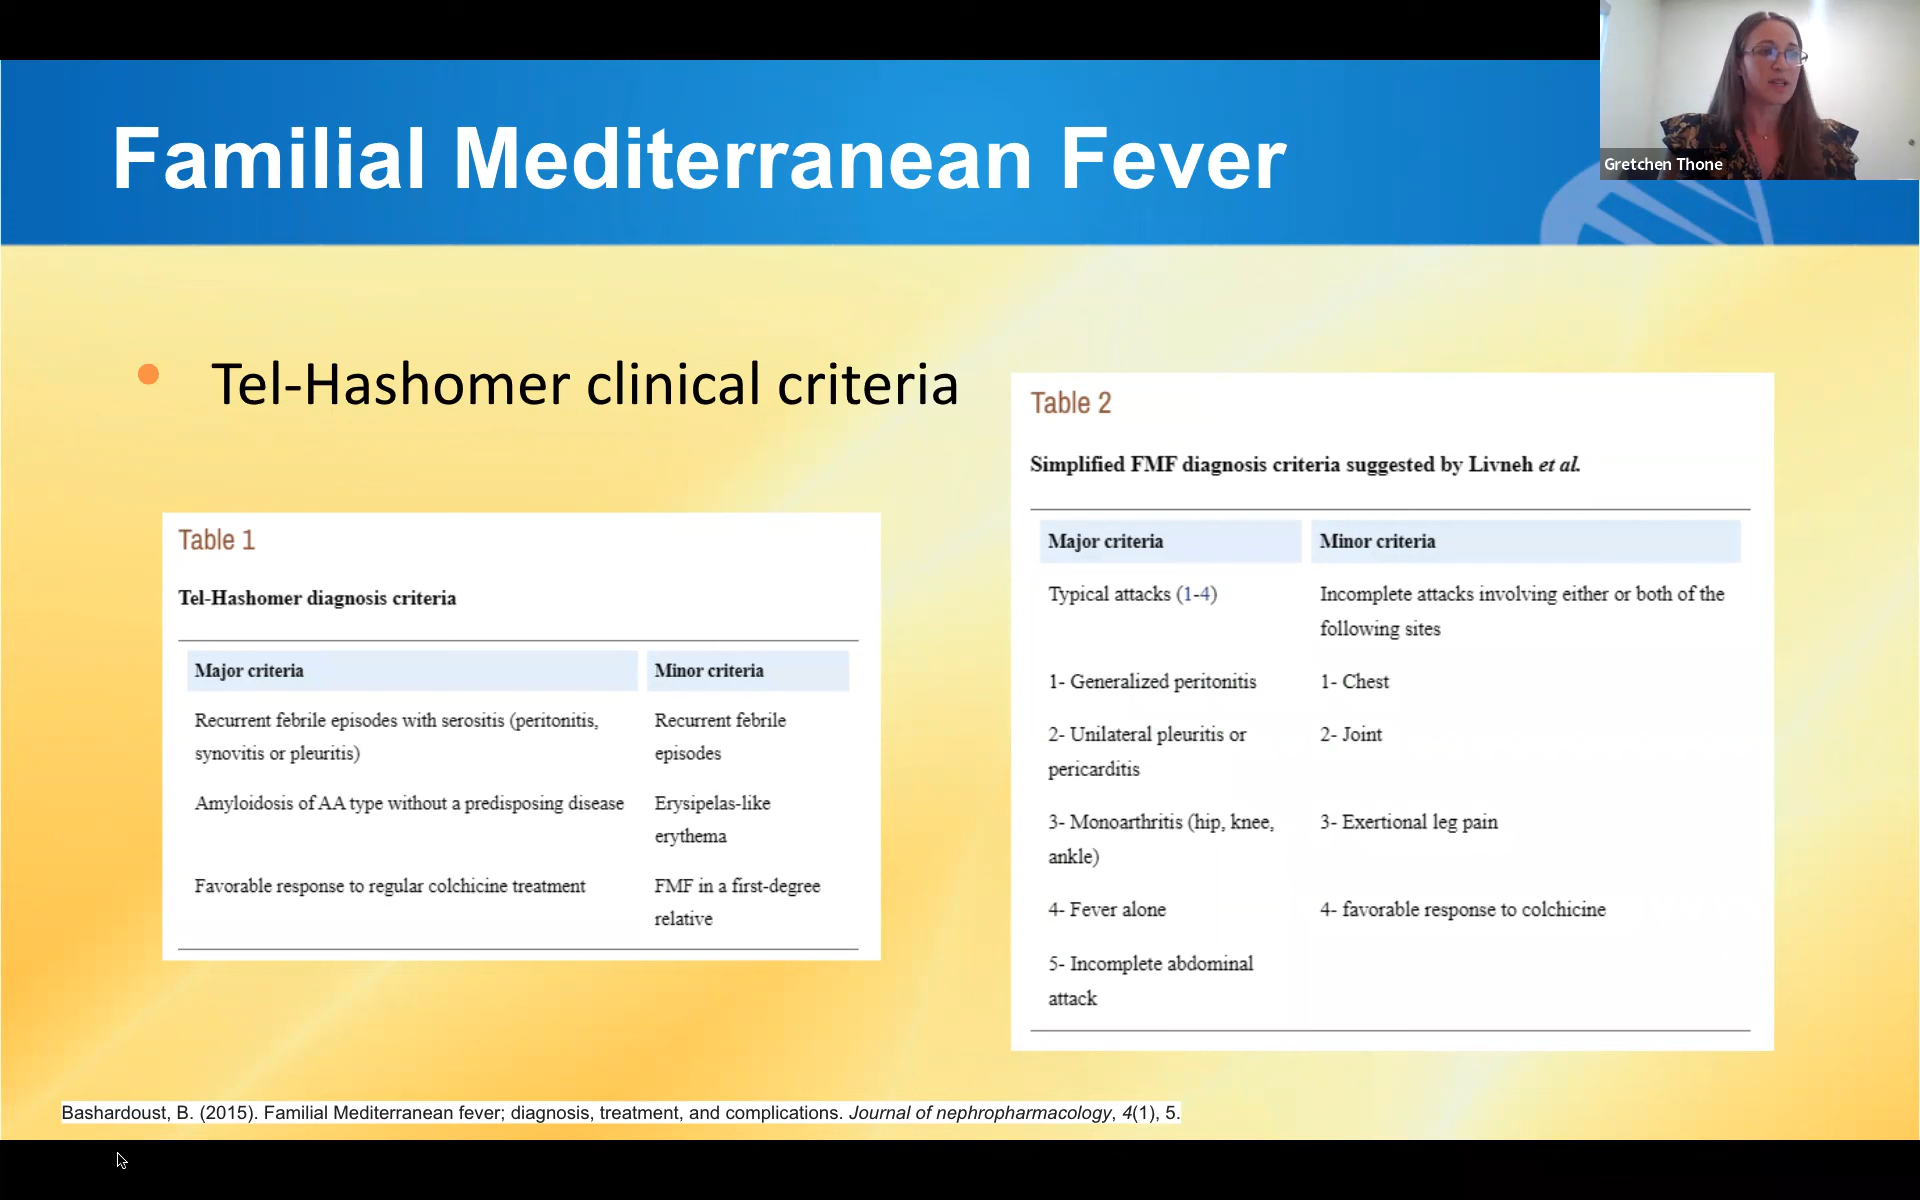 Familial Mediterranean Fever
Gretchen Thone
Tel-Hashomer clinical criteria
Table 1
Tel-Hashomer diagnosis criteria
Major criteria
Minor criteria
Recurrent febrile episodes with serositis (peritonitis,
synovitis or pleuritis)
Recurrent febrile
episodes
Amyloidosis of AA type without a predisposing disease
Erysipelas-like
erythema
Favorable response to regular colchicine treatment
FMF in a first-degree
relative
Table 2
Simplified FMF diagnosis criteria suggested by Livneh et al.
Major criteria
Minor criteria
Typical attacks (1-4)
Incomplete attacks involving either or both of the
following sites
1- Generalized peritonitis
1- Chest
2- Unilateral pleuritis or
pericarditis
2- Joint
3- Monoarthritis (hip, knee,
ankle)
3- Exertional leg pain
4- Fever alone
4- favorable response to colchicine
5- Incomplete abdominal
attack
Bashardoust, B. (2015). Familial Mediterranean fever; diagnosis, treatment, and complications. Journal of nephropharmacology, 4(1), 5.